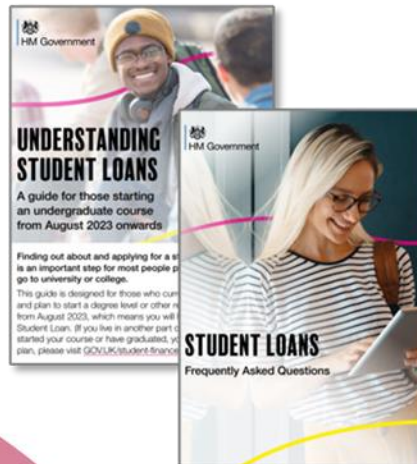 HM Government
UNDERSTANDING
STUDENT LOANS
A guide for those starting
an undergraduate course
from August 2023 onwards
Finding out about and applying for a
is an important step for most people
go to university or college.
This guide is designed for those who
and plan to start a degree level or other
from August 2023, which means you will
Student Loan. (If you live in another part
started your course or have graduated,
plan, please visit GOV.UK/student-finance
HM Government
STUDENT LOANS
Frequently Asked Questions